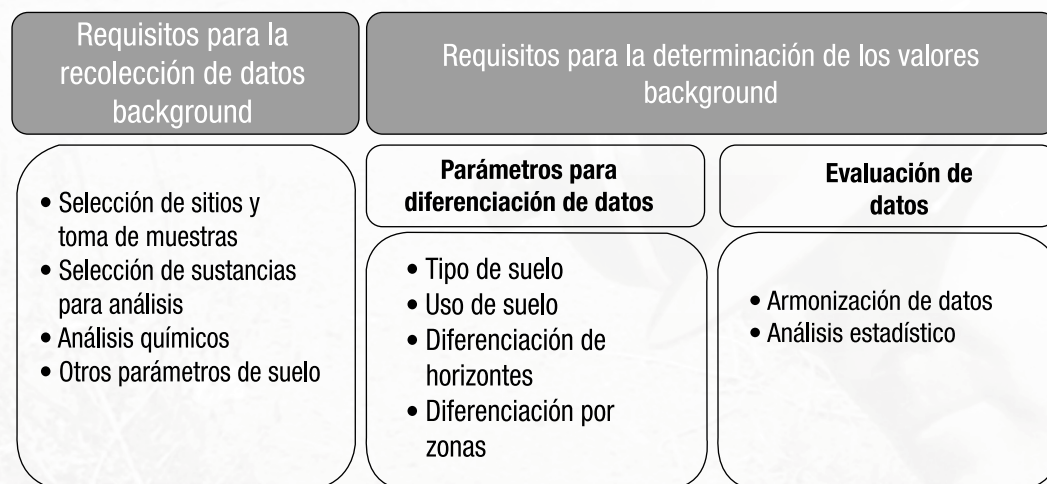 Requisitos para la
recolección de datos
background
Requisitos para la determinación de los valores
background
• Selección de sitios y
toma de muestras
• Selección de sustancias
para análisis
• Análisis químicos
• Otros parámetros de suelo
Parámetros para
diferenciación de datos
• Tipo de suelo
• Uso de suelo
• Diferenciación de
horizontes
• Diferenciación por
zonas
Evaluación de
datos
• Armonización de datos
• Análisis estadístico